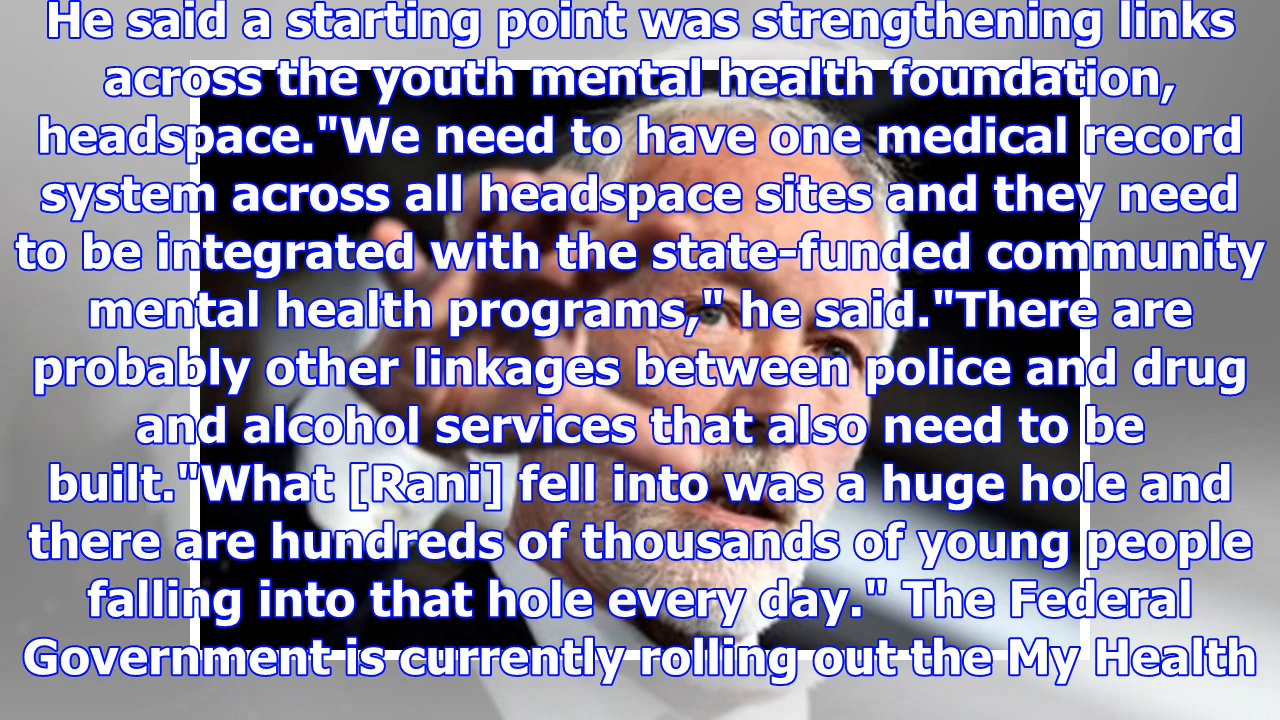 He said a starting point was strengthening links
across the youth mental health foundation,
headspace."We need to have one medical record
system across all headspace sites and they need
to be integrated with the state-funded community
mental health programs," he said."There are
probably other linkages between police and drug
and alcohol services that also need to be
built."What [Rani] fell into was a huge hole and
there are hundreds of thousands of young people
falling into that hole every day." The Federal
Government is currently rolling out the My Health